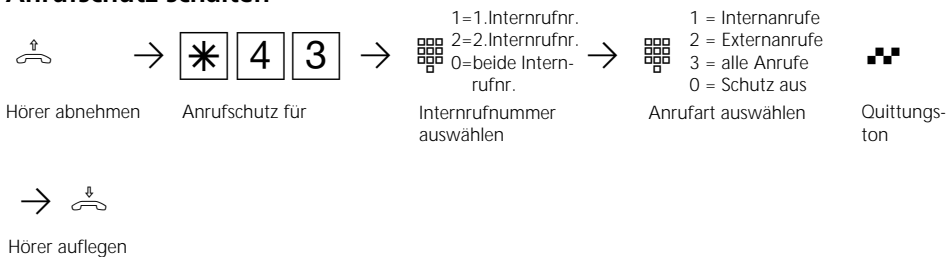 Anrufschutz schalten
1=1.Internrufnr.
2=2.Internrufnr.
0=beide Intern-
rufnr.
1 = Internanrufe
2 = Externanrufe
3 = alle Anrufe
0 = Schutz aus
* 4 3
Hörer abnehmen
Anrufschutz für
Internrufnummer
auswählen
Anrufart auswählen
Quittungs-
ton
Hörer auflegen